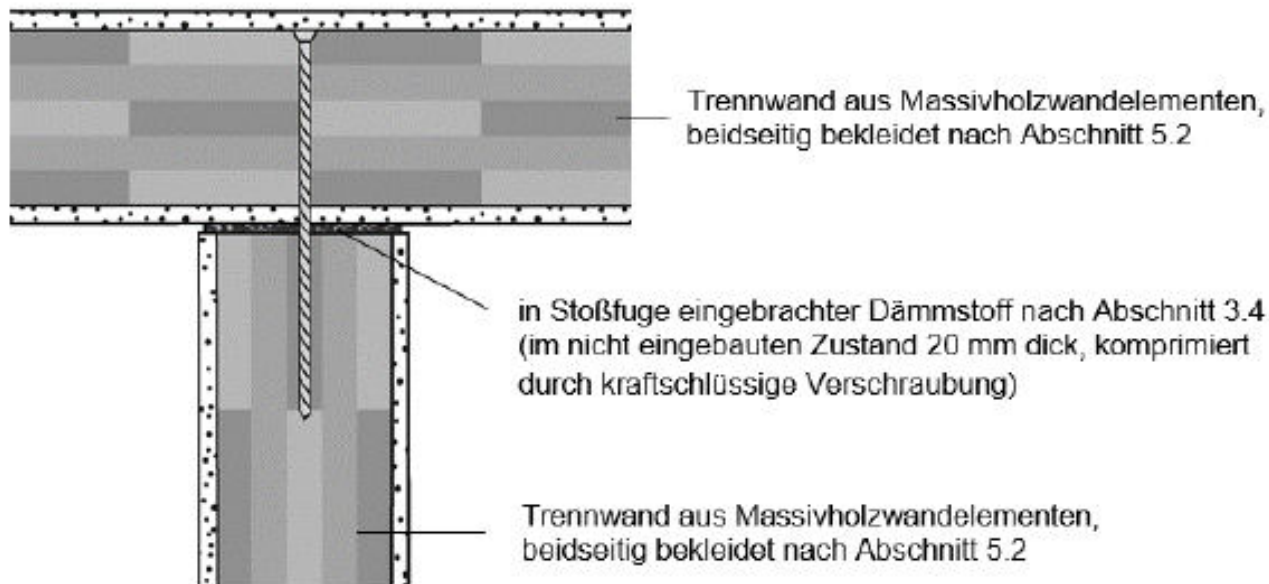 Trennwand aus Massivholzwandelementen,
beidseitig bekleidet nach Abschnitt 5.2
in Stoßfuge eingebrachter Dämmstoff nach Abschnitt 3.4
(im nicht eingebauten Zustand 20 mm dick, komprimiert
durch kraftschlüssige Verschraubung)
Trennwand aus Massivholzwandelementen,
beidseitig bekleidet nach Abschnitt 5.2